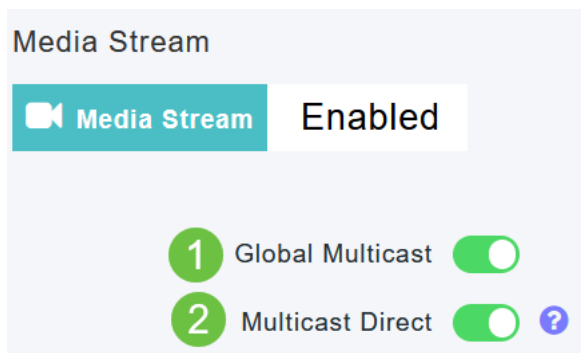 Media Stream
Media Stream Enabled
1 Global Multicast
2 Multicast Direct ?